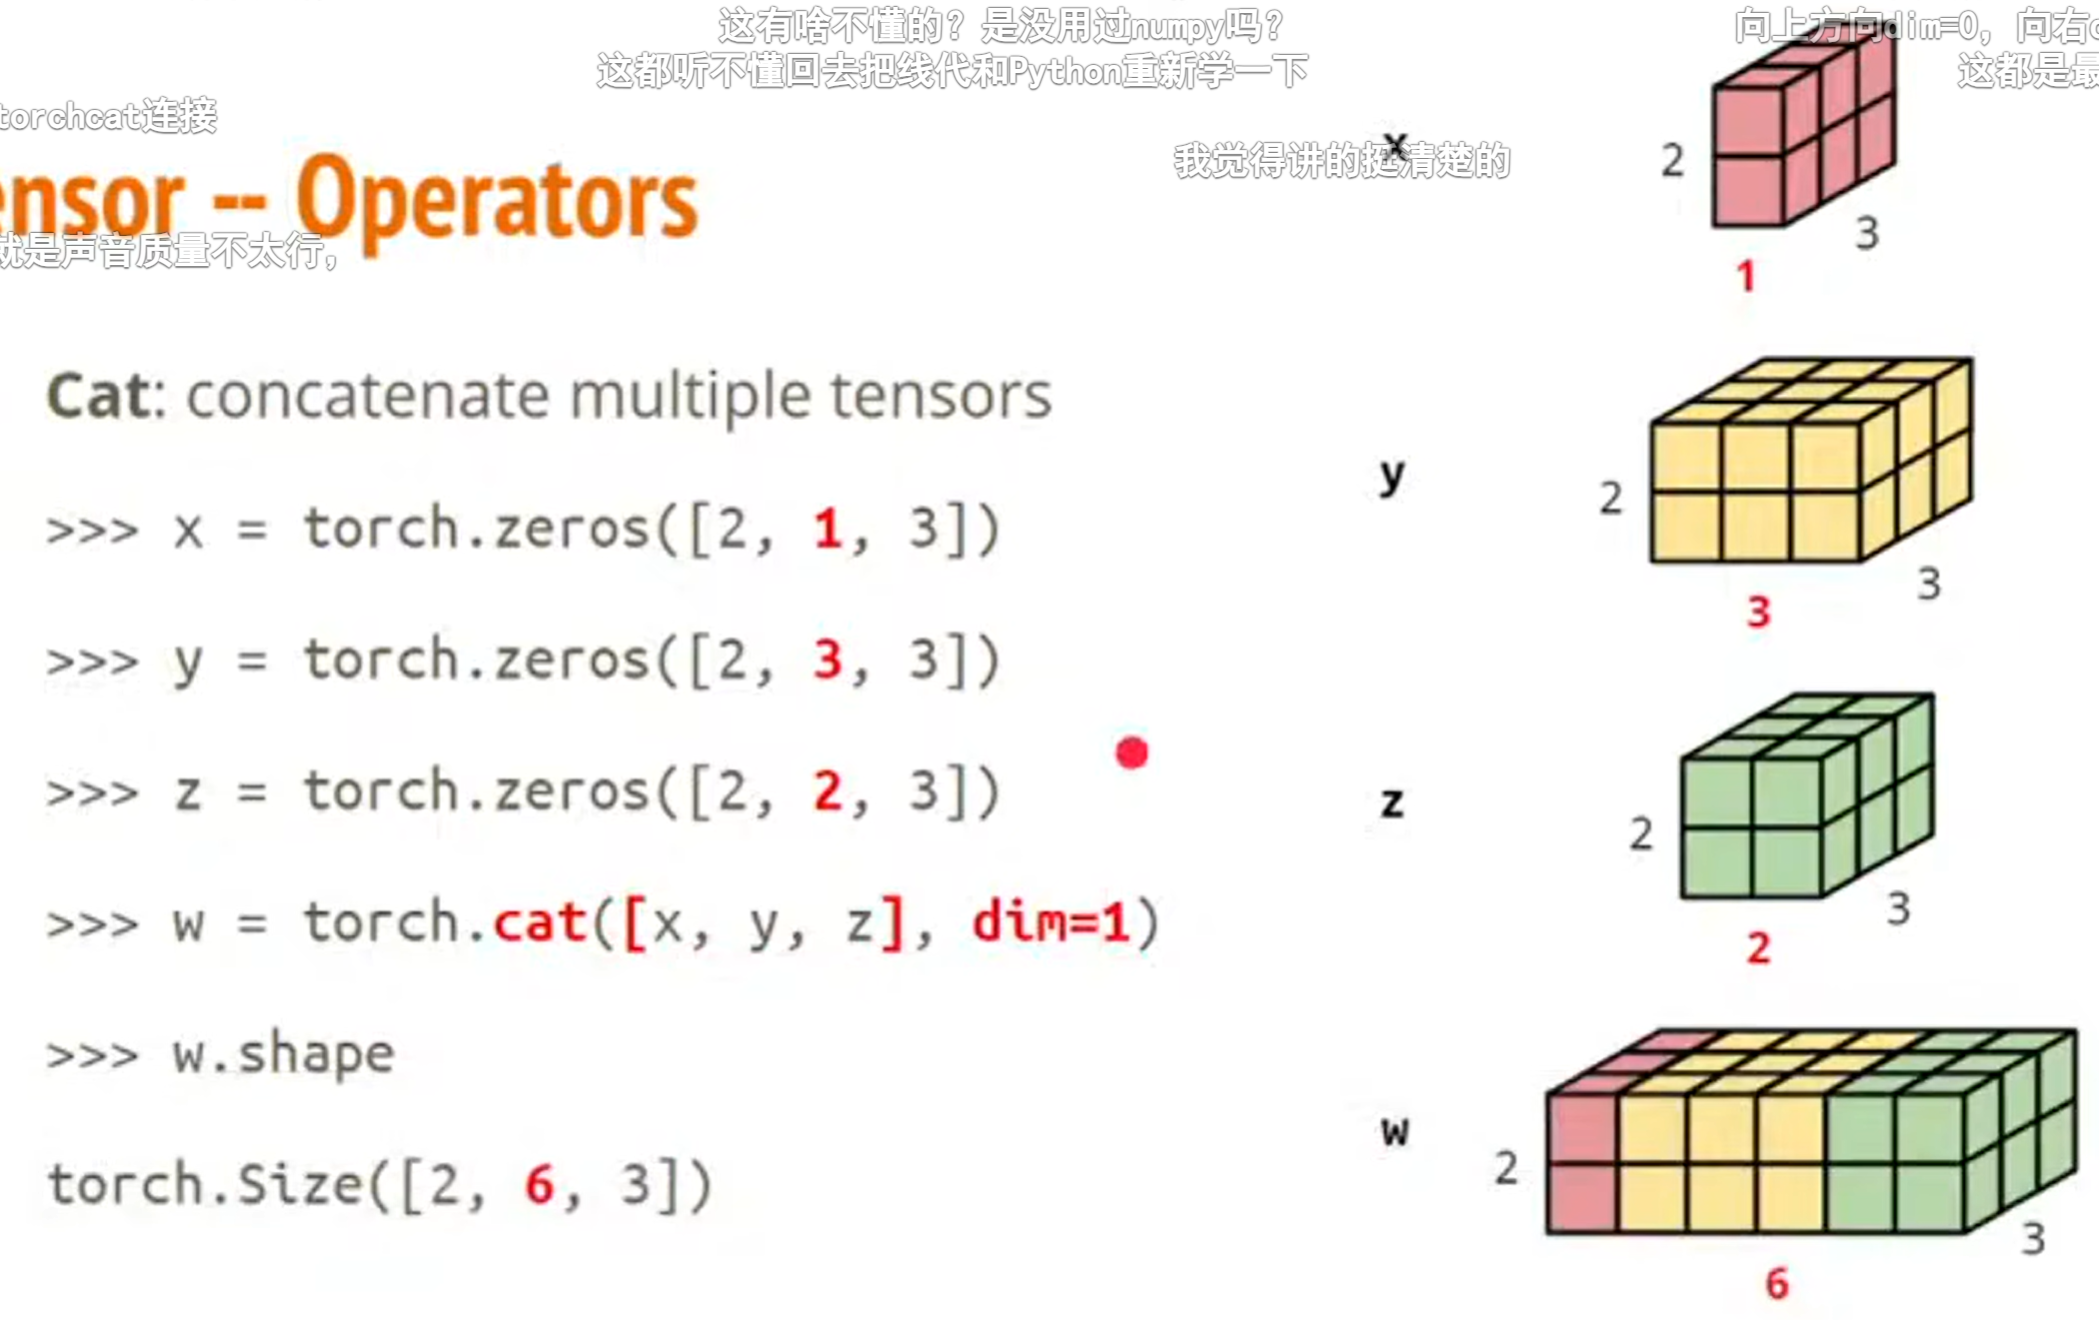 这有啥不懂的？是没用过numpy吗？
向上方向dim=0，向右
这都听不懂回去把线代和Python重新学一下
这都是最
torchcat连接
我觉得讲的挺清楚的
ensor -- Operators
就是声音质量不太行，
Cat: concatenate multiple tensors
>>> x = torch.zeros([2, 1, 3])
>>> y = torch.zeros([2, 3, 3])
>>> z = torch.zeros([2, 2, 3])
>>> w = torch.cat([x, y, z], dim=1)
>>> w.shape
torch.Size([2, 6, 3])
x
2
3
1
y
2
3
3
z
2
3
2
w
2
3
6